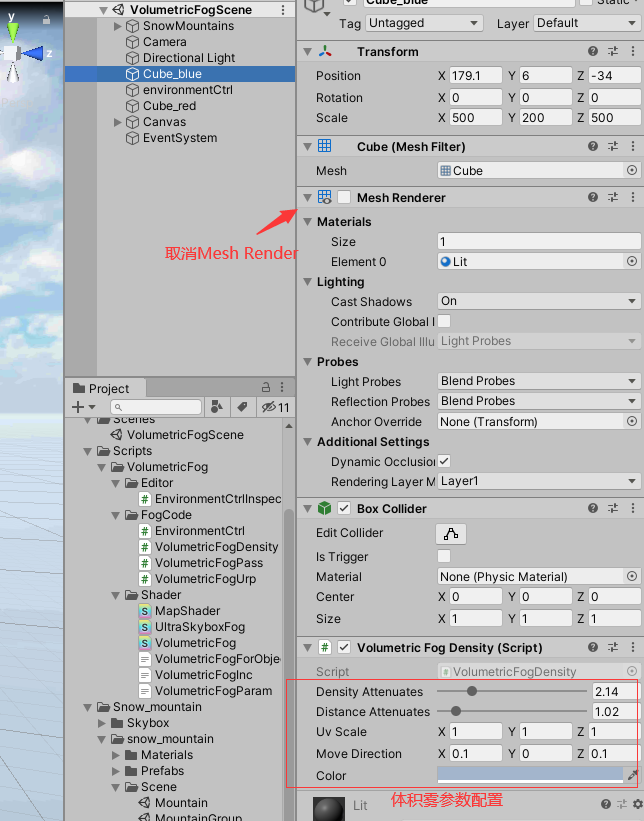 y
z
VolumetricFogScene
SnowMountains
Camera
Directional Light
Cube_blue
environmentCtrl
Cube_red
Canvas
EventSystem
取消Mesh Render
Project
11
Scenes
VolumetricFogScene
Scripts
VolumetricFog
Editor
EnvironmentCtrlInspec
FogCode
EnvironmentCtrl
VolumetricFogDensity
VolumetricFogPass
VolumetricFogUrp
Shader
MapShader
UltraSkyboxFog
VolumetricFog
VolumetricFogForObje
VolumetricFogInc
VolumetricFogParam
Snow_mountain
Skybox
snow_mountain
Materials
Prefabs
Scene
Mountain
MountainGroup
Cube_blue Static
Tag Untagged Layer Default
Transform
Position X 179.1 Y 6 Z -34
Rotation X 0 Y 0 Z 0
Scale X 500 Y 200 Z 500
Cube (Mesh Filter)
Mesh Cube
Mesh Renderer
Materials
Size 1
Element 0 Lit
Lighting
Cast Shadows On
Contribute Global I
Receive Global Illu Light Probes
Probes
Light Probes Blend Probes
Reflection Probes Blend Probes
Anchor Override None (Transform)
Additional Settings
Dynamic Occlusion
Rendering Layer M Layer1
Box Collider
Edit Collider
Is Trigger
Material None (Physic Material)
Center X 0 Y 0 Z 0
Size X 1 Y 1 Z 1
Volumetric Fog Density (Script)
Script VolumetricFogDensity
Density Attenuates 2.14
Distance Attenuates 1.02
Uv Scale X 1 Y 1 Z 1
Move Direction X 0.1 Y 0 Z 0.1
Color
Lit
体积雾参数配置